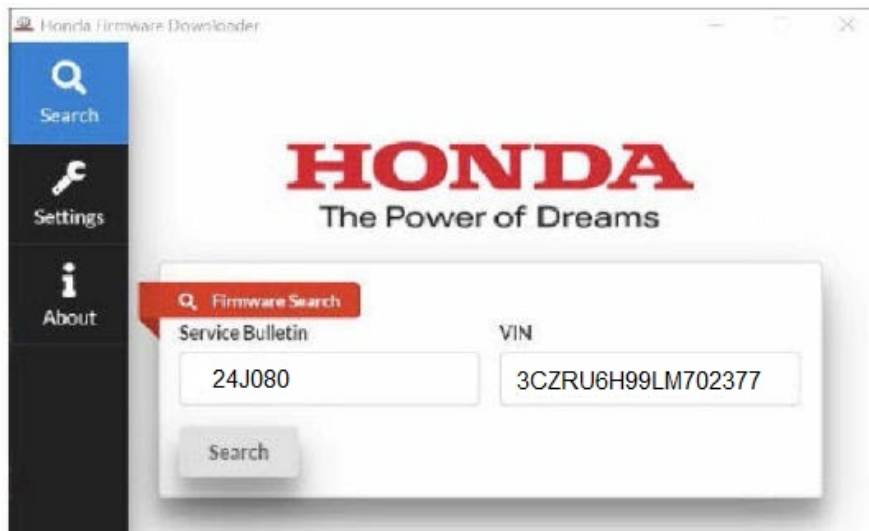 Honda Firmware Downloader
Search
Settings
About
HONDA
The Power of Dreams
Firmware Search
Service Bulletin
VIN
24J080
3CZRU6H99LM702377
Search